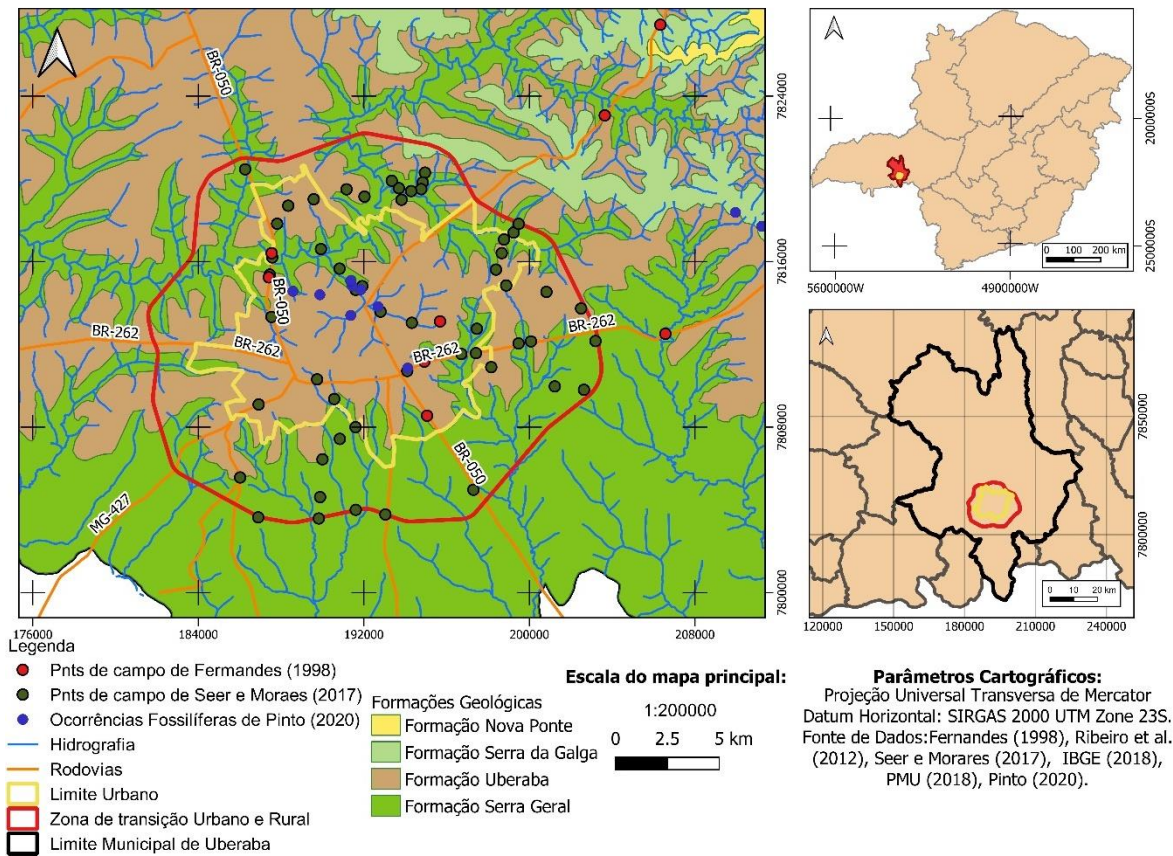 BR-050
BR-050
BR-262
BR-262
BR-262
BR-262
BR-050
MG-427
7824000
7816000
7808000
7800000
176000
184000
192000
200000
208000
2000000S
2500000S
5600000W
4900000W
0 100 200 km
7850000
7800000
120000
150000
180000
210000
240000
0 10 20 km
Legenda
Pnts de campo de Fermandes (1998)
Pnts de campo de Seer e Moraes (2017)
Ocorrências Fossilíferas de Pinto (2020)
Hidrografia
Rodovias
Limite Urbano
Zona de transição Urbano e Rural
Limite Municipal de Uberaba
Formações Geológicas
Formação Nova Ponte
Formação Serra da Galga
Formação Uberaba
Formação Serra Geral
Escala do mapa principal:
1:200000
0 2.5 5 km
Parâmetros Cartográficos:
Projeção Universal Transversa de Mercator
Datum Horizontal: SIRGAS 2000 UTM Zone 23S.
Fonte de Dados:Fernandes (1998), Ribeiro et al.
(2012), Seer e Morares (2017), IBGE (2018),
PMU (2018), Pinto (2020).